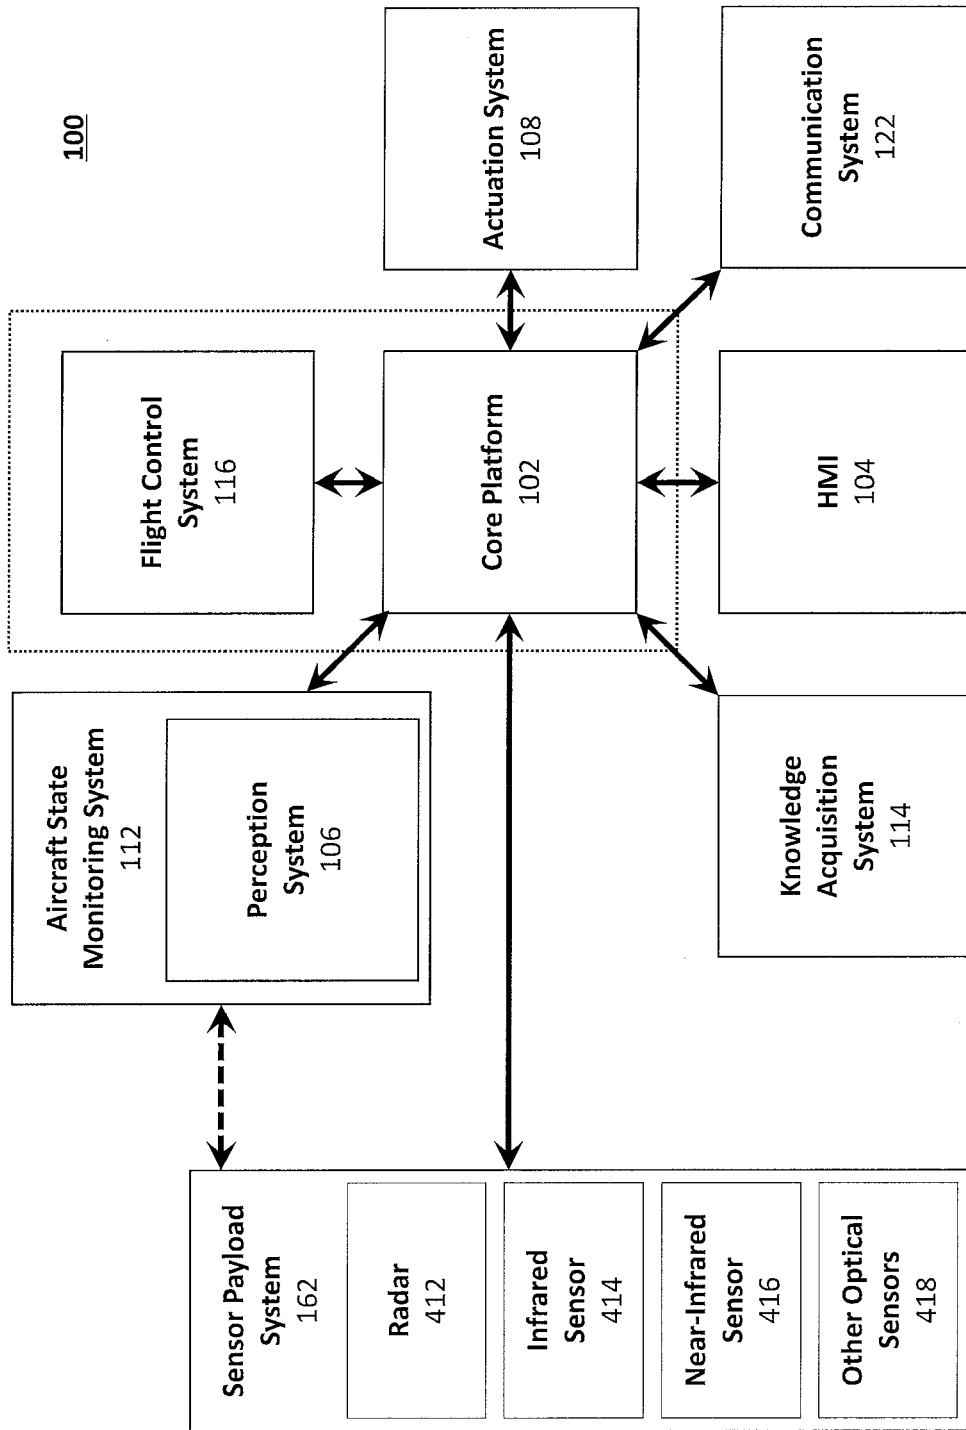 100
Sensor Payload
System
162
Radar
412
Infrared
Sensor
414
Near-Infrared
Sensor
416
Other Optical
Sensors
418
Aircraft State
Monitoring System
112
Perception
System
106
Flight Control
System
116
Core Platform
102
Actuation System
108
Knowledge
Acquisition
System
114
HMI
104
Communication
System
122